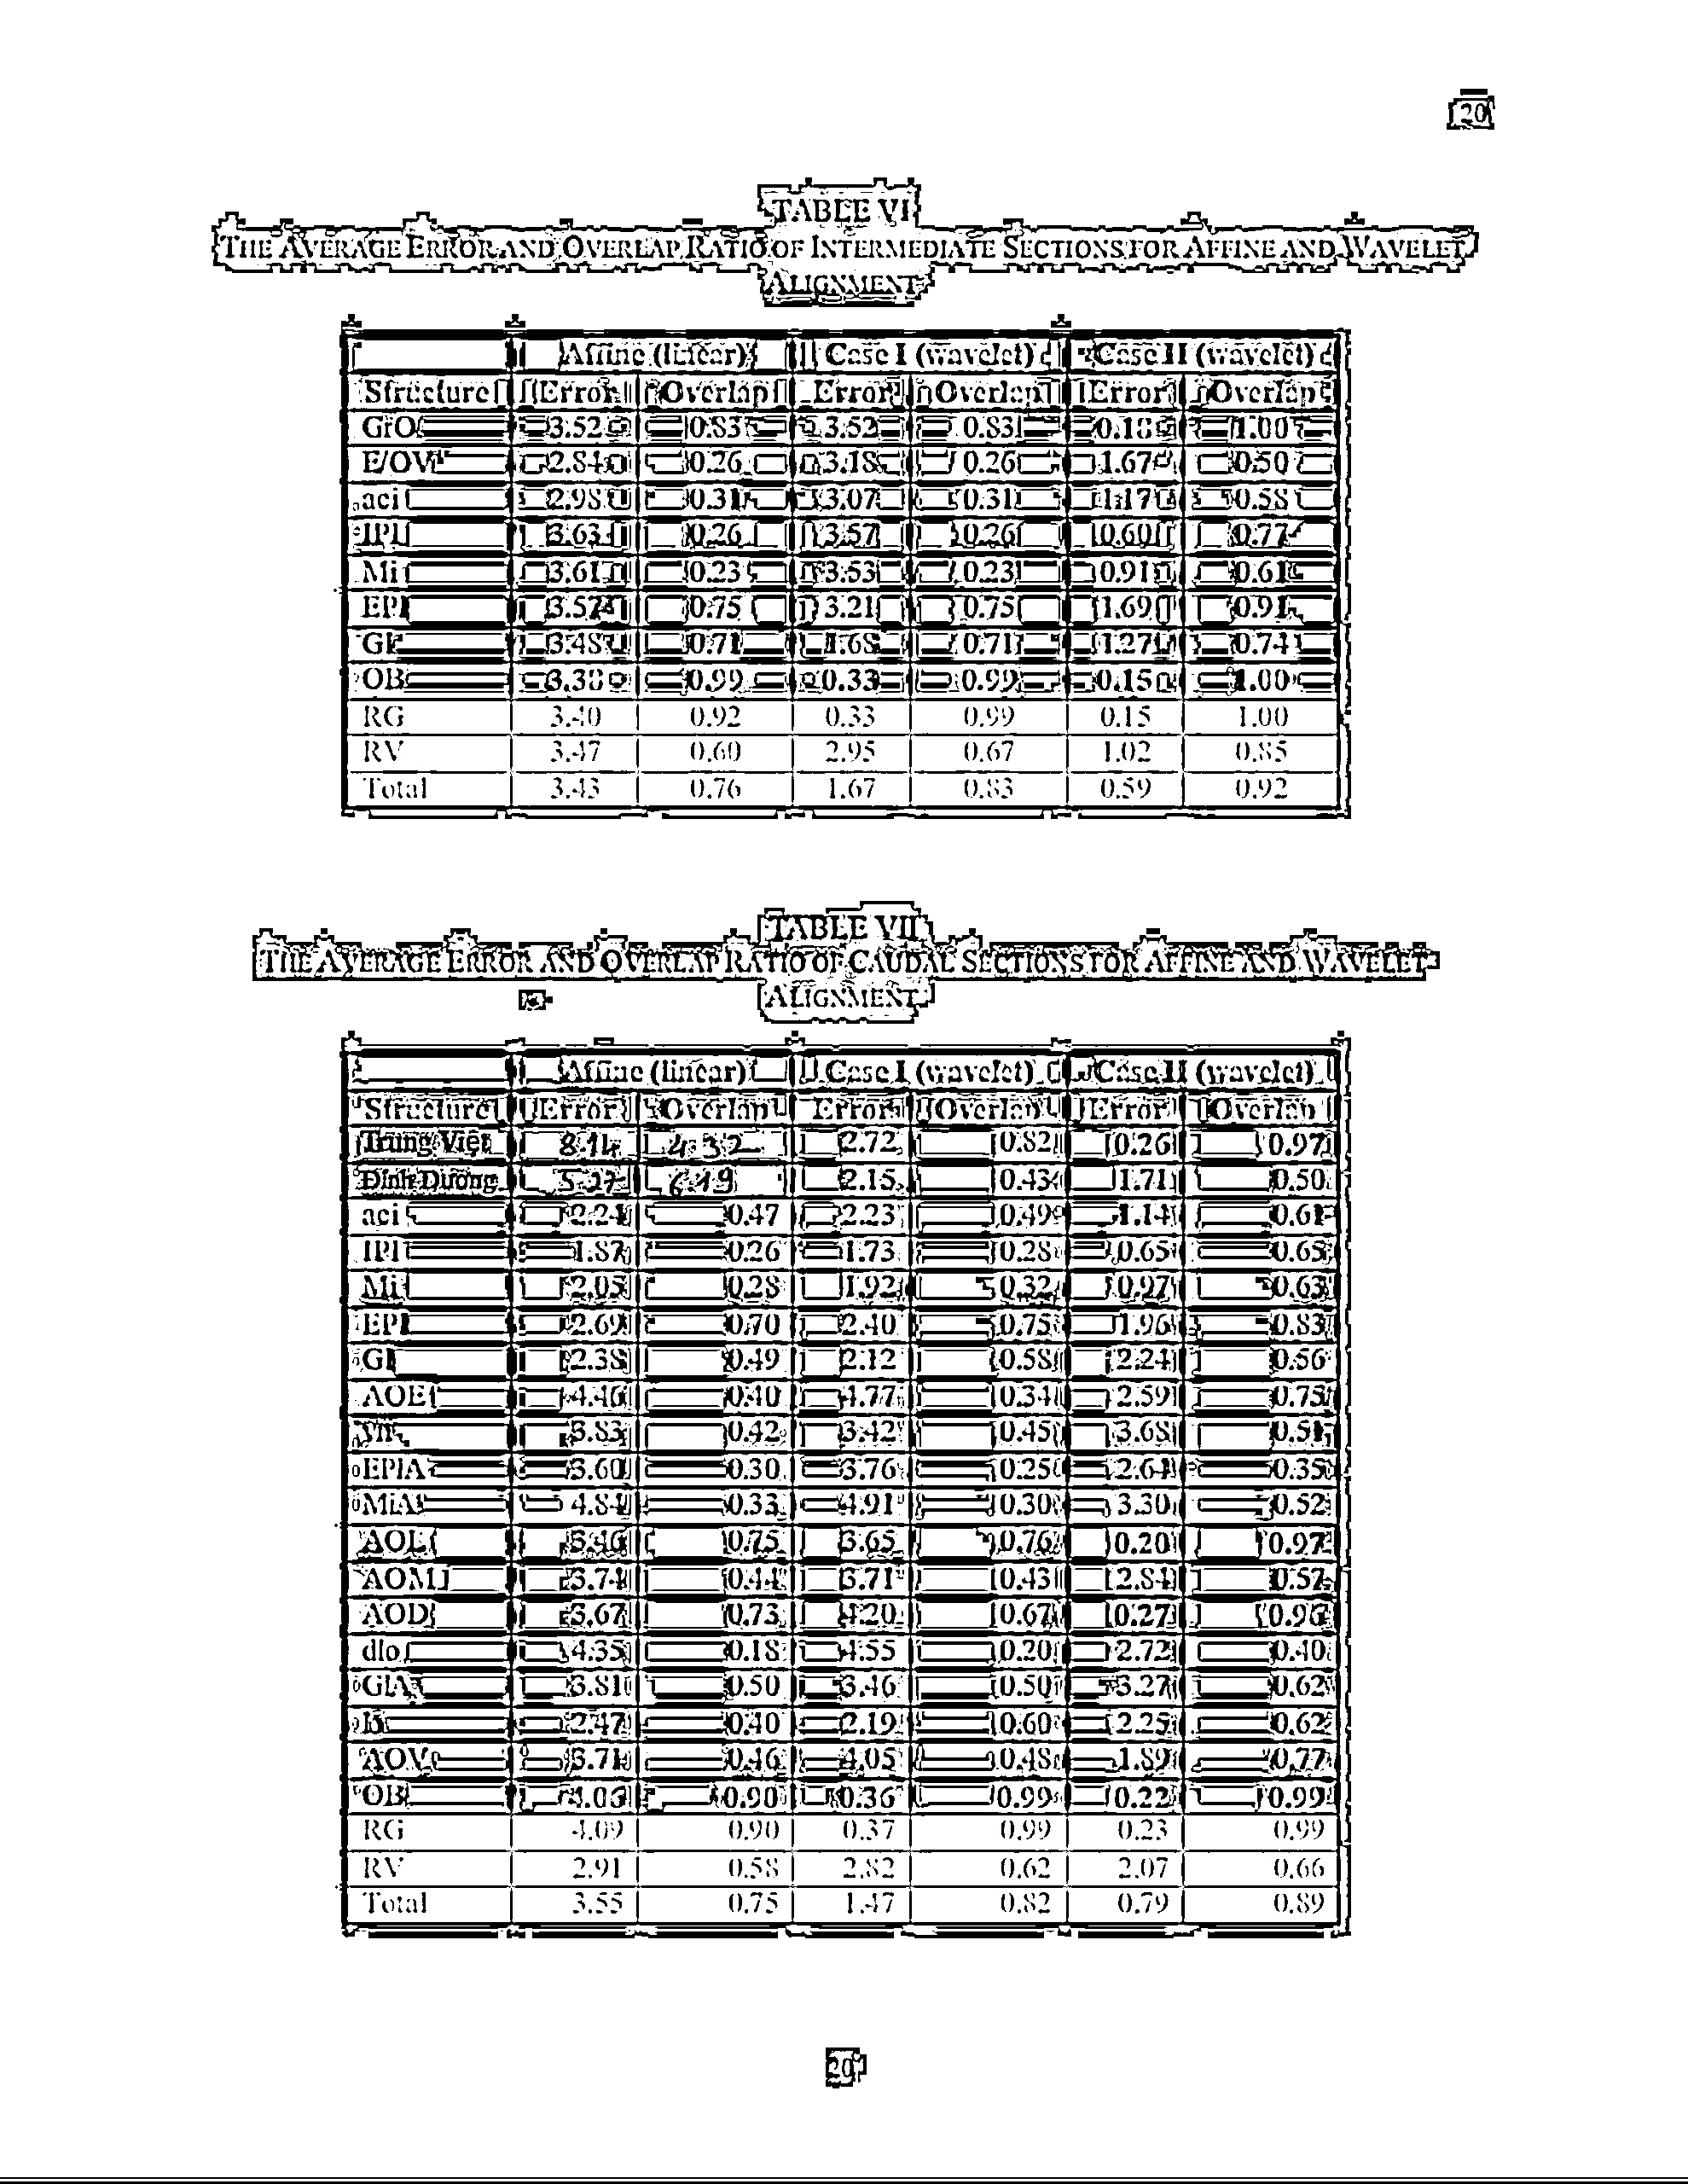 20
TABLE VI
THE AVERAGE ERROR AND OVERLAP RATIO OF INTERMEDIATE SECTIONS FOR AFFINE AND WAVELET
ALIGNMENT
Affine (linear) Case I (wavelet) Case II (wavelet)
Structure Error Overlap Error Overlap Error Overlap
GrO 3.52 0.83 3.52 0.83 0.18 1.00
E/OV 2.84 0.26 3.18 0.26 1.67 0.50
aci 2.98 0.31 3.07 0.31 1.17 0.58
IPl 3.63 0.26 3.57 0.26 0.60 0.77
Mi 3.61 0.23 3.53 0.23 0.91 0.61
EPl 3.52 0.75 3.21 0.75 1.69 0.91
Gl 3.48 0.71 1.68 0.71 1.27 0.74
OB 3.38 0.99 0.33 0.99 0.15 1.00
RG 3.40 0.92 0.33 0.99 0.15 1.00
RV 3.47 0.60 2.95 0.67 1.02 0.85
Total 3.43 0.76 1.67 0.83 0.59 0.92
TABLE VII
THE AVERAGE ERROR AND OVERLAP RATIO OF CAUDAL SECTIONS FOR AFFINE AND WAVELET
ALIGNMENT
Affine (linear) Case I (wavelet) Case II (wavelet)
Structure Error Overlap Error Overlap Error Overlap
Trung Việt 8.14 4.32 2.72 0.82 0.26 0.97
Đình Dương 5.27 6.19 2.15 0.43 1.71 0.50
aci 2.24 0.47 2.23 0.49 1.14 0.61
IPl 1.87 0.26 1.73 0.28 0.65 0.65
Mi 2.05 0.28 1.92 0.32 0.97 0.63
EPl 2.69 0.70 2.40 0.75 1.96 0.83
Gl 2.38 0.49 2.12 0.58 2.24 0.56
AOE 4.46 0.40 4.77 0.34 2.59 0.75
vn 3.83 0.42 3.42 0.45 3.68 0.51
EPlA 3.60 0.30 3.76 0.25 2.64 0.35
MiA 4.84 0.33 4.91 0.30 3.30 0.52
AOL 3.46 0.75 3.65 0.76 0.20 0.97
AOM 3.74 0.44 3.71 0.43 2.84 0.57
AOD 3.67 0.73 4.20 0.67 0.27 0.96
dlo 4.35 0.18 4.55 0.20 2.72 0.40
GlA 3.81 0.50 3.46 0.50 3.27 0.62
2.47 0.40 2.19 0.60 2.25 0.62
AOV 3.71 0.46 4.05 0.48 1.89 0.77
OB 4.06 0.90 0.36 0.99 0.22 0.99
RG 4.09 0.90 0.37 0.99 0.23 0.99
RV 2.91 0.58 2.82 0.62 2.07 0.66
Total 3.55 0.75 1.47 0.82 0.79 0.89
20